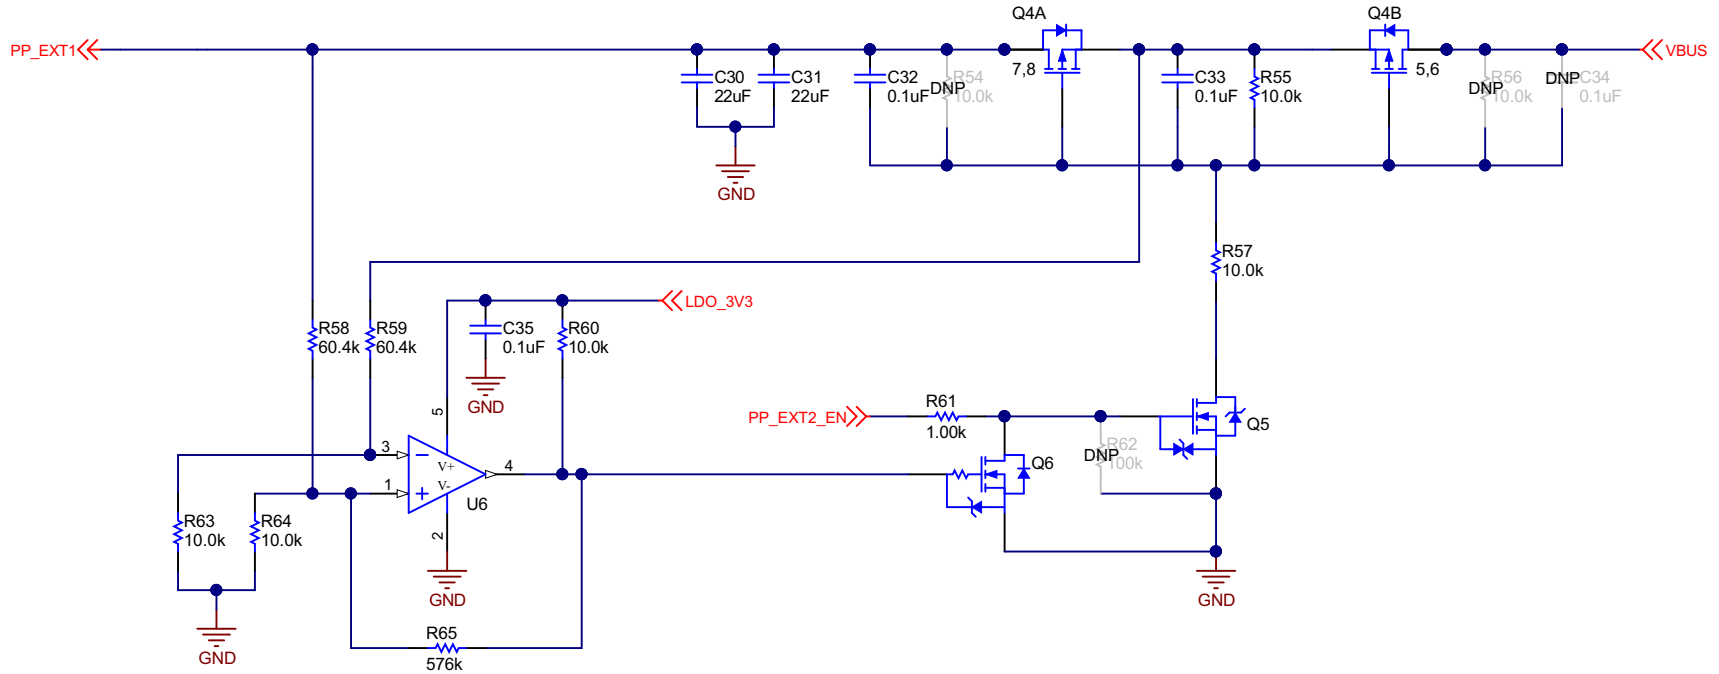 Q4A
Q4B
PP_EXT1
VBUS
7,8
5,6
C30
22uF
C31
22uF
C32
0.1uF
DNP
R54
10.0k
C33
0.1uF
R55
10.0k
DNP
R56
10.0k
DNP
C34
0.1uF
GND
R57
10.0k
LDO_3V3
R58
60.4k
R59
60.4k
C35
0.1uF
R60
10.0k
GND
PP_EXT2_EN
R61
1.00k
Q5
DNP
R62
100k
5
3
V+
4
Q6
1
V-
U6
2
R63
10.0k
R64
10.0k
GND
GND
R65
576k
GND